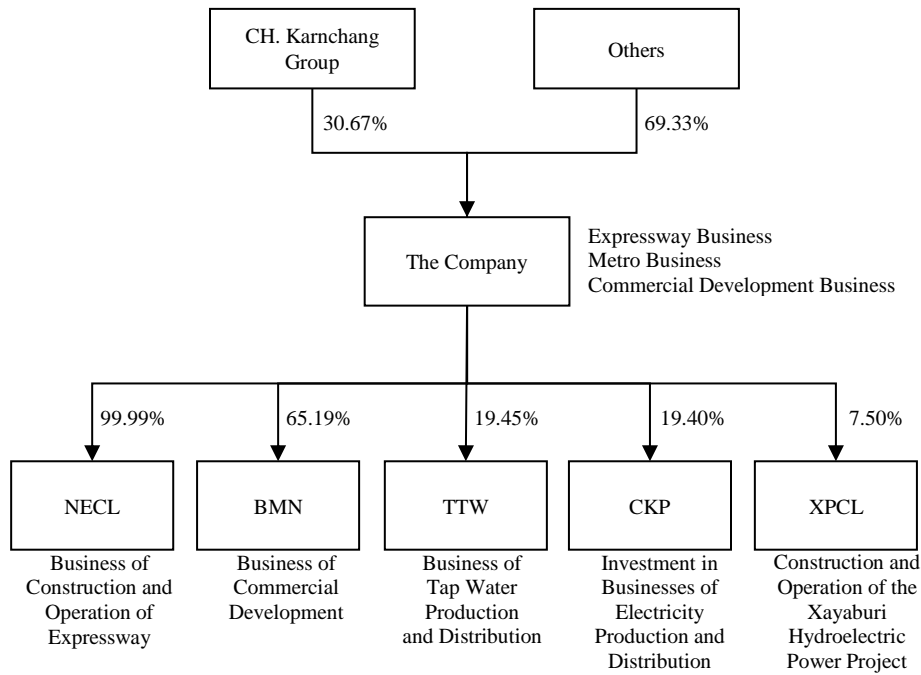 CH. Karnchang
Group
Others
30.67%
69.33%
The Company
Expressway Business
Metro Business
Commercial Development Business
99.99%
65.19%
19.45%
19.40%
7.50%
NECL
BMN
TTW
CKP
XPCL
Business of
Construction and
Operation of
Expressway
Business of
Commercial
Development
Business of
Tap Water
Production
and Distribution
Investment in
Businesses of
Electricity
Production and
Distribution
Construction and
Operation of the
Xayaburi
Hydroelectric
Power Project